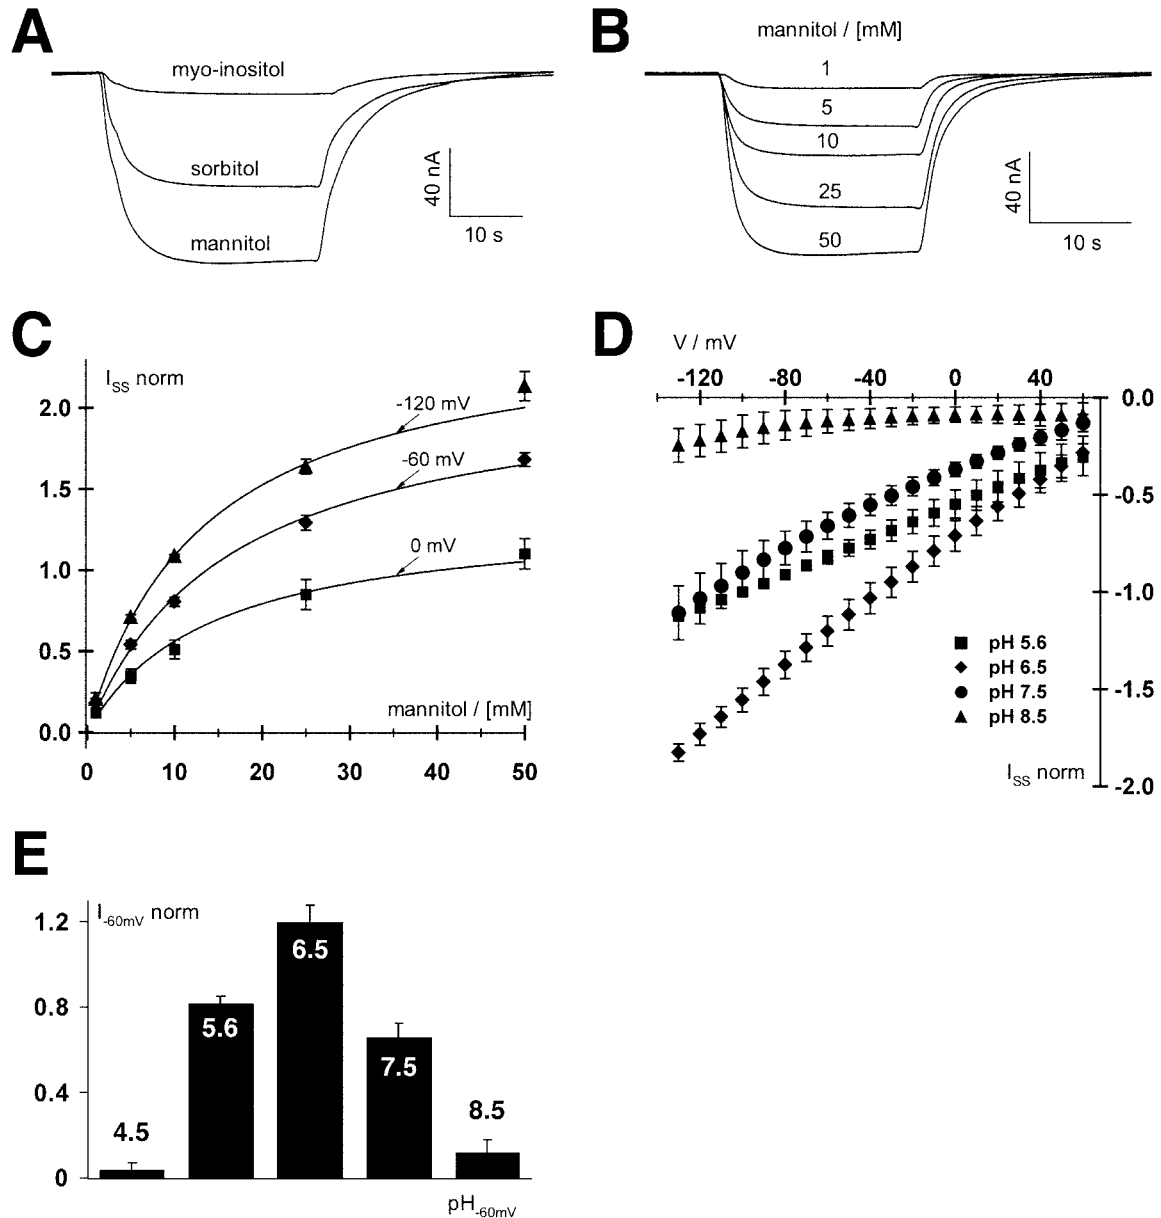 A
myo-inositol
sorbitol
mannitol
40 nA
10 s
B
mannitol / [mM]
1
5
10
25
50
40 nA
10 s
C
I_SS norm
2.0
1.5
1.0
0.5
0.0
-120 mV
-60 mV
0 mV
mannitol / [mM]
0 10 20 30 40 50
D
V / mV
-120 -80 -40 0 40
0.0
-0.5
-1.0
-1.5
-2.0
pH 5.6
pH 6.5
pH 7.5
pH 8.5
I_SS norm
E
I_-60mV norm
1.2
0.8
0.4
0
4.5
5.6
6.5
7.5
8.5
pH_-60mV